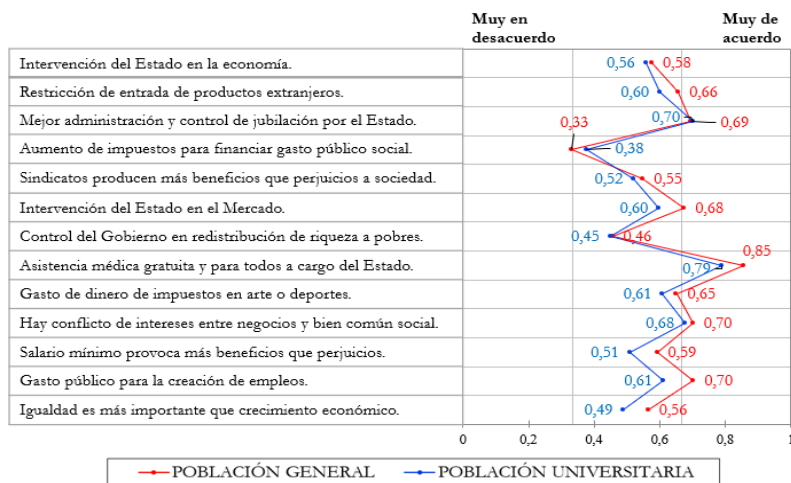 Muy en
desacuerdo
Muy de
acuerdo
Intervención del Estado en la economía.
0,56
0,58
Restricción de entrada de productos extranjeros.
0,60
0,66
Mejor administración y control de jubilación por el Estado.
0,70
0,69
Aumento de impuestos para financiar gasto público social.
0,33
0,38
Sindicatos producen más beneficios que perjuicios a sociedad.
0,52
0,55
Intervención del Estado en el Mercado.
0,60
0,68
Control del Gobierno en redistribución de riqueza a pobres.
0,45
0,46
Asistencia médica gratuita y para todos a cargo del Estado.
0,79
0,85
Gasto de dinero de impuestos en arte o deportes.
0,61
0,65
Hay conflicto de intereses entre negocios y bien común social.
0,68
0,70
Salario mínimo provoca más beneficios que perjuicios.
0,51
0,59
Gasto público para la creación de empleos.
0,61
0,70
Igualdad es más importante que crecimiento económico.
0,49
0,56
0 0,2 0,4 0,6 0,8 1
POBLACIÓN GENERAL POBLACIÓN UNIVERSITARIA